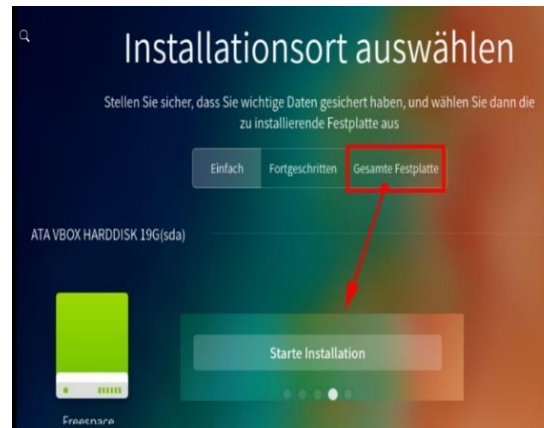 Installationsort auswählen
Stellen Sie sicher, dass Sie wichtige Daten gesichert haben, und wählen Sie dann die
zu installierende Festplatte aus
Einfach Fortgeschritten Gesamte Festplatte
ATA VBOX HARDDISK 19G(sda)
Starte Installation
Freespace